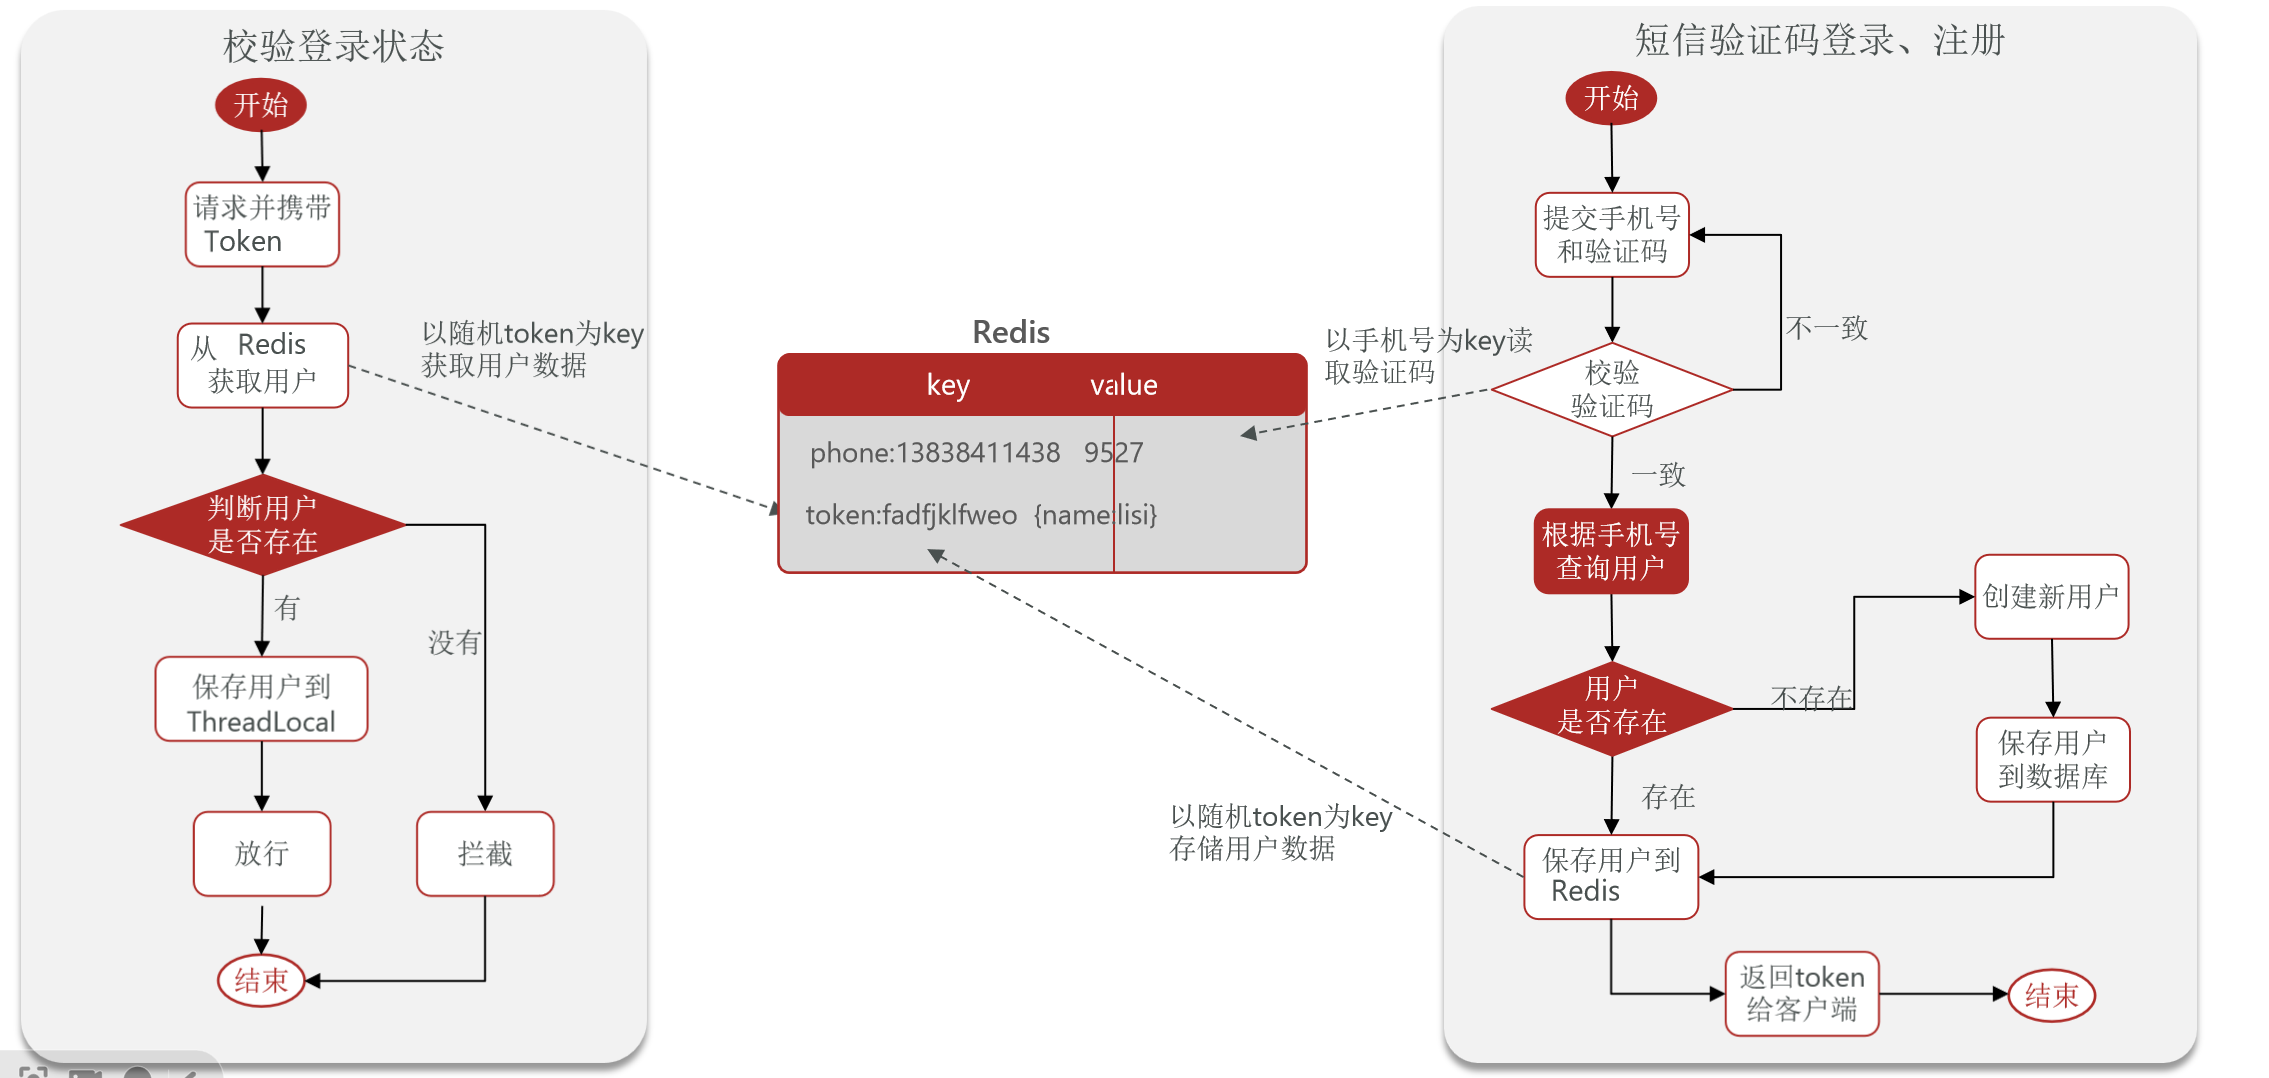 校验登录状态
开始
请求并携带
Token
从 Redis
获取用户
以随机token为key
获取用户数据
判断用户
是否存在
有
没有
保存用户到
ThreadLocal
放行
拦截
结束
Redis
key value
phone:13838411438 9527
token:fadfjklfweo {name:lisi}
以手机号为key读
取验证码
以随机token为key
存储用户数据
短信验证码登录、注册
开始
提交手机号
和验证码
不一致
校验
验证码
一致
根据手机号
查询用户
用户
是否存在
不存在
创建新用户
保存用户
到数据库
存在
保存用户到
Redis
返回token
给客户端
结束